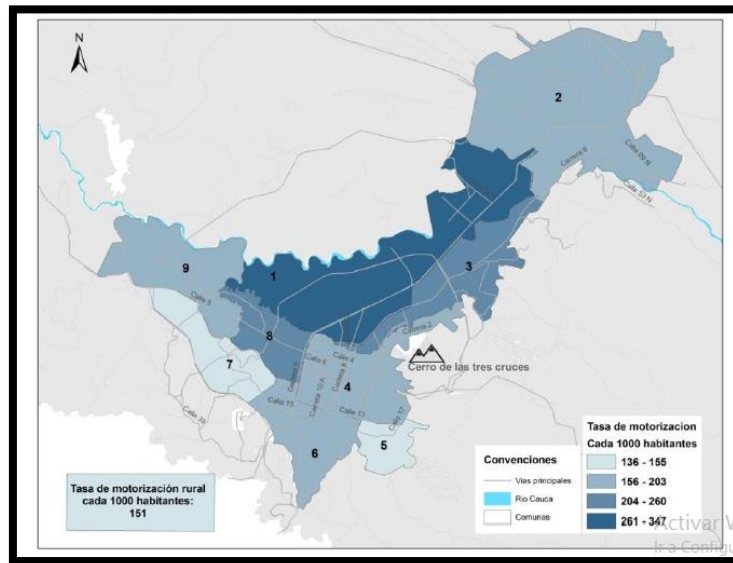 N
2
Calle 69 N
Carrera 6
Calle 53 N
3
9
1
Calle 5
8
Carrera 2
Calle 6
Calle 4
Cerro de las tres cruces
7
4
Calle 15
Calle 13
Calle 17
5
6
Tasa de motorización rural
cada 1000 habitantes:
151
Convenciones
Vias principales
Rio Cauca
Comunas
Tasa de motorizacion
Cada 1000 habitantes
136 - 155
156 - 203
204 - 260
261 - 347